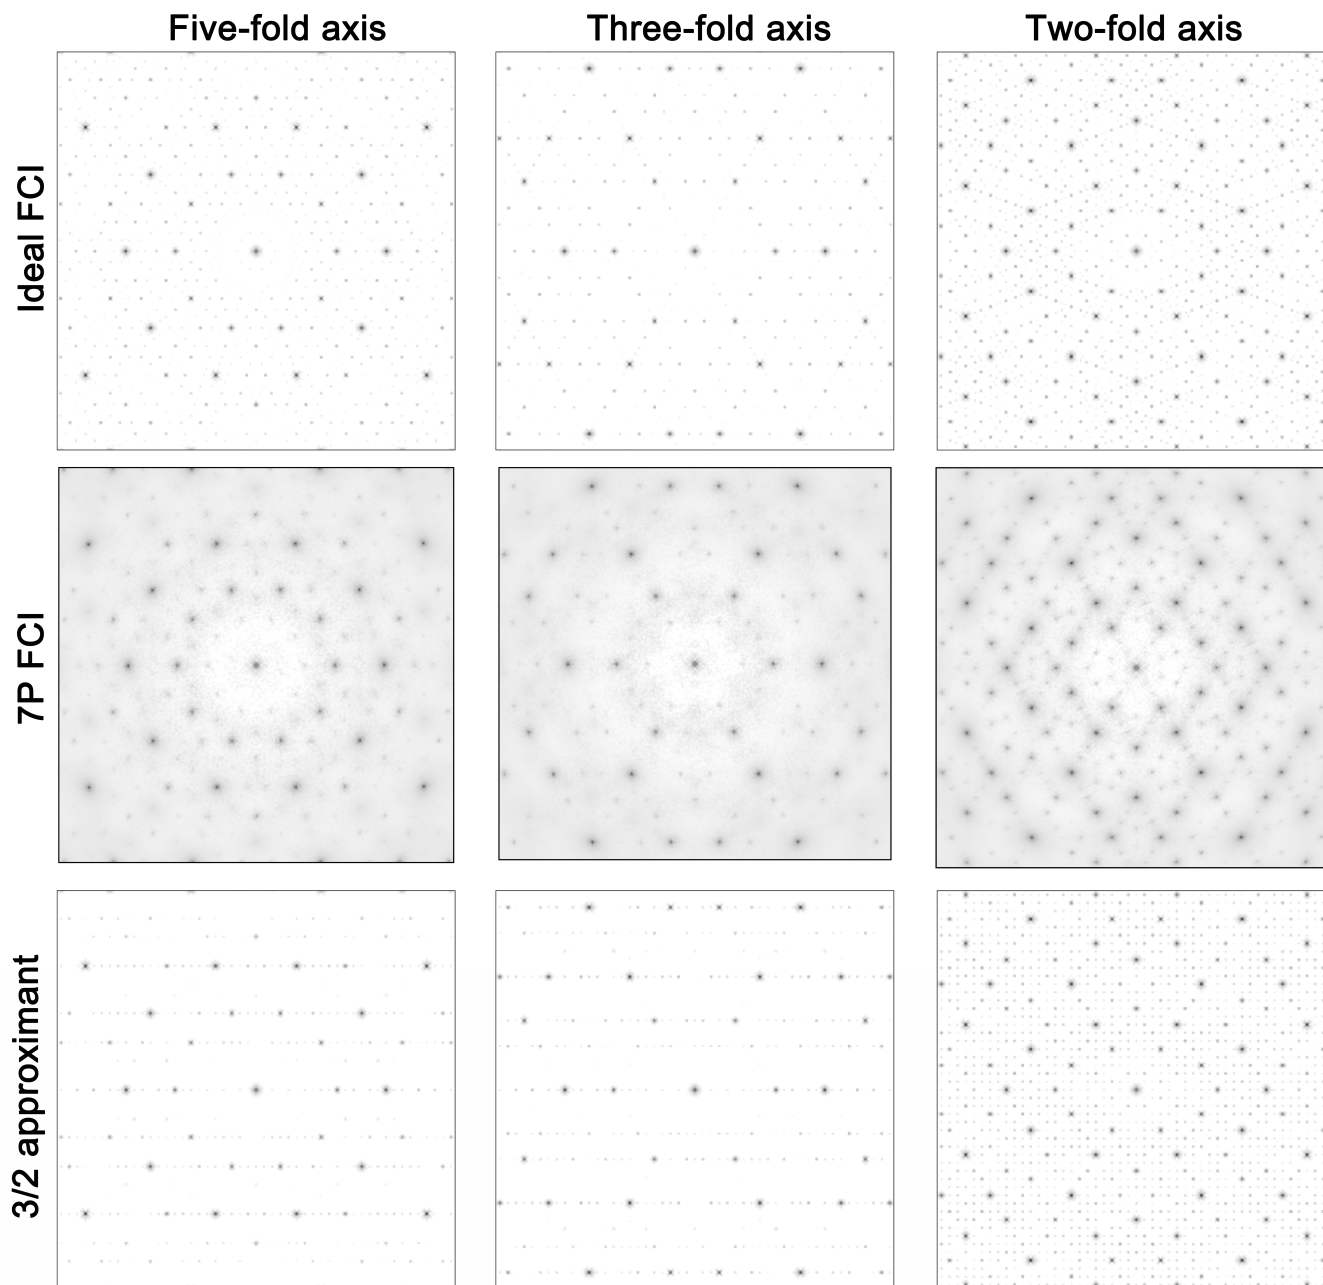 Five-fold axis
Three-fold axis
Two-fold axis
Ideal FCI
7P FCI
3/2 approximant